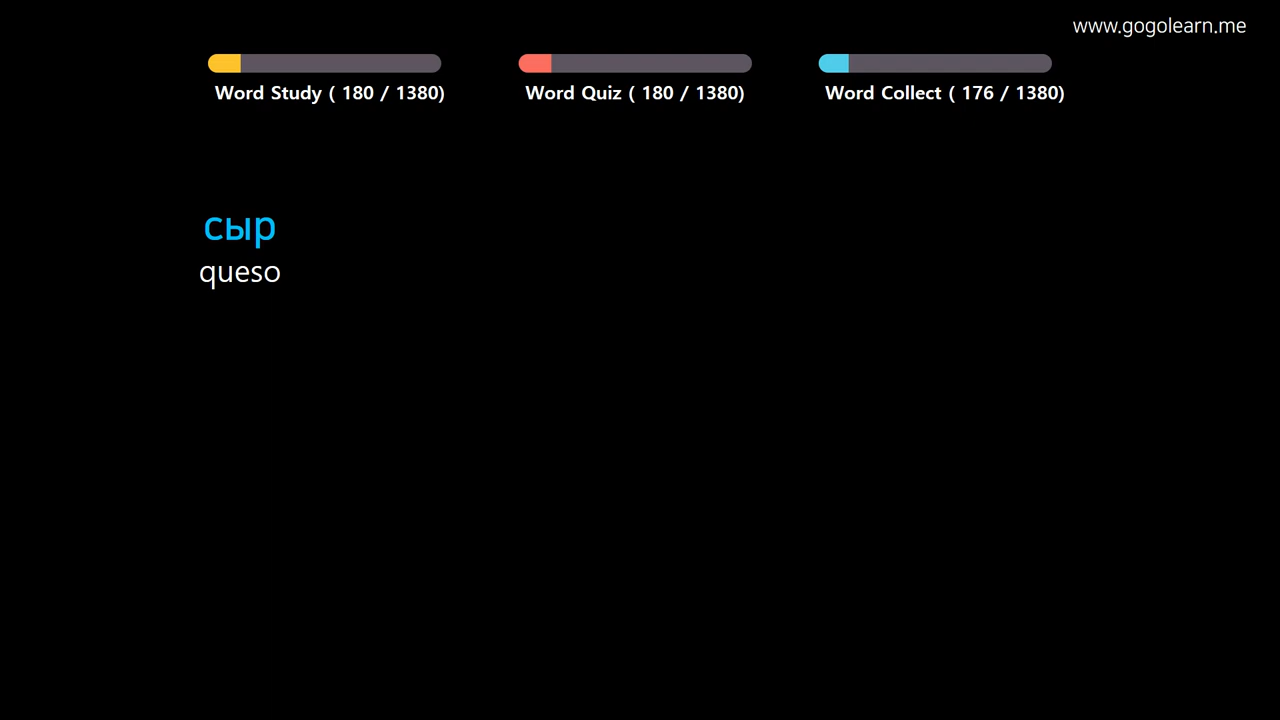 www.gogolearn.me
Word Study ( 180 / 1380)
Word Quiz ( 180 / 1380)
Word Collect ( 176 / 1380)
сыр
queso